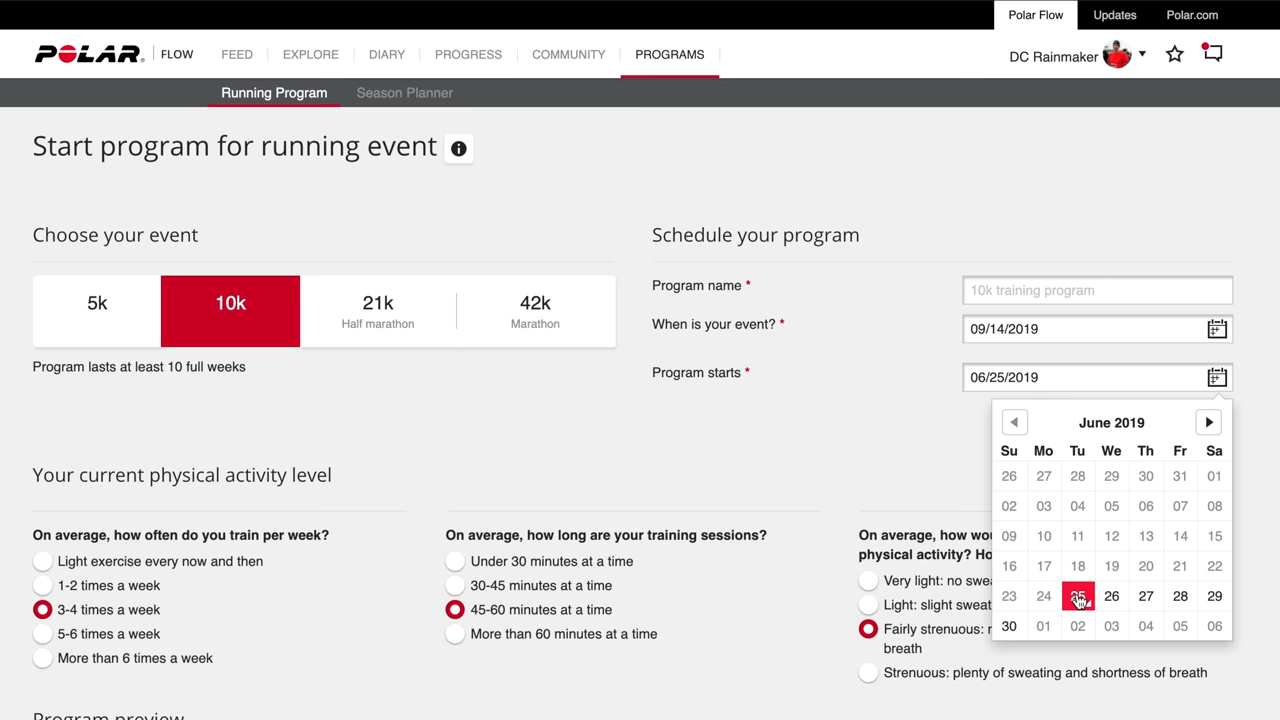 Polar Flow
Updates
Polar.com
POLAR
FLOW
FEED
EXPLORE
DIARY
PROGRESS
COMMUNITY
PROGRAMS
DC Rainmaker
Running Program
Season Planner
Start program for running event
Choose your event
5k
10k
21k
Half marathon
42k
Marathon
Program lasts at least 10 full weeks
Schedule your program
Program name *
10k training program
When is your event? *
09/14/2019
Program starts *
06/25/2019
June 2019
Su Mo Tu We Th Fr Sa
26 27 28 29 30 31 01
02 03 04 05 06 07 08
09 10 11 12 13 14 15
16 17 18 19 20 21 22
23 24 25 26 27 28 29
30 01 02 03 04 05 06
Your current physical activity level
On average, how often do you train per week?
Light exercise every now and then
1-2 times a week
3-4 times a week
5-6 times a week
More than 6 times a week
On average, how long are your training sessions?
Under 30 minutes at a time
30-45 minutes at a time
45-60 minutes at a time
More than 60 minutes at a time
On average, how
physical activity?
Very light: no
Light: slight
Fairly strenuous:
breath
Strenuous: plenty of sweating and shortness of breath
Program preview